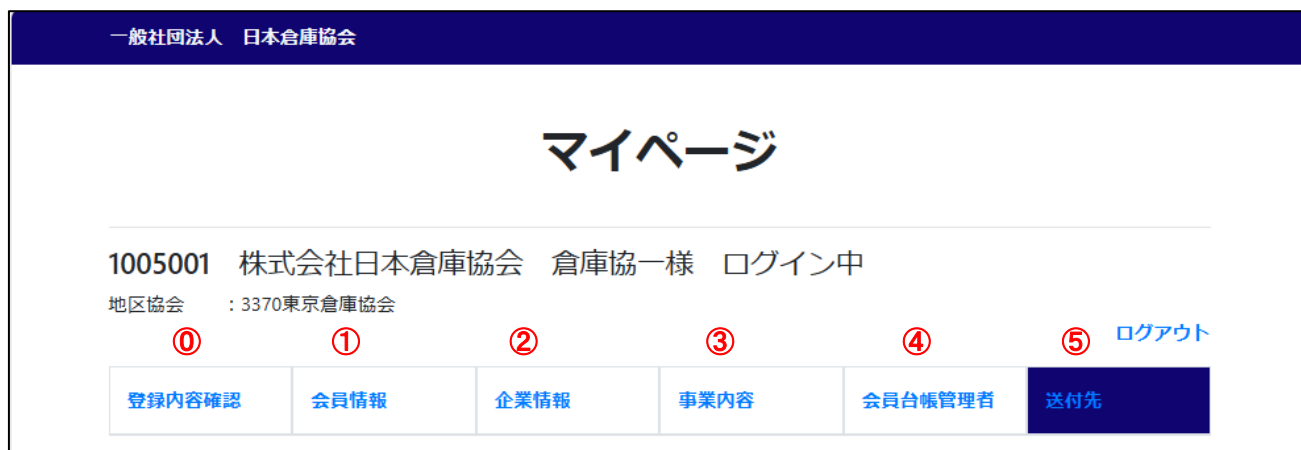 一般社団法人　日本倉庫協会
マイページ
1005001　株式会社日本倉庫協会　倉庫協一様　ログイン中
地区協会　　：3370東京倉庫協会
ログアウト
⓪ ① ② ③ ④ ⑤
登録内容確認 会員情報 企業情報 事業内容 会員台帳管理者 送付先